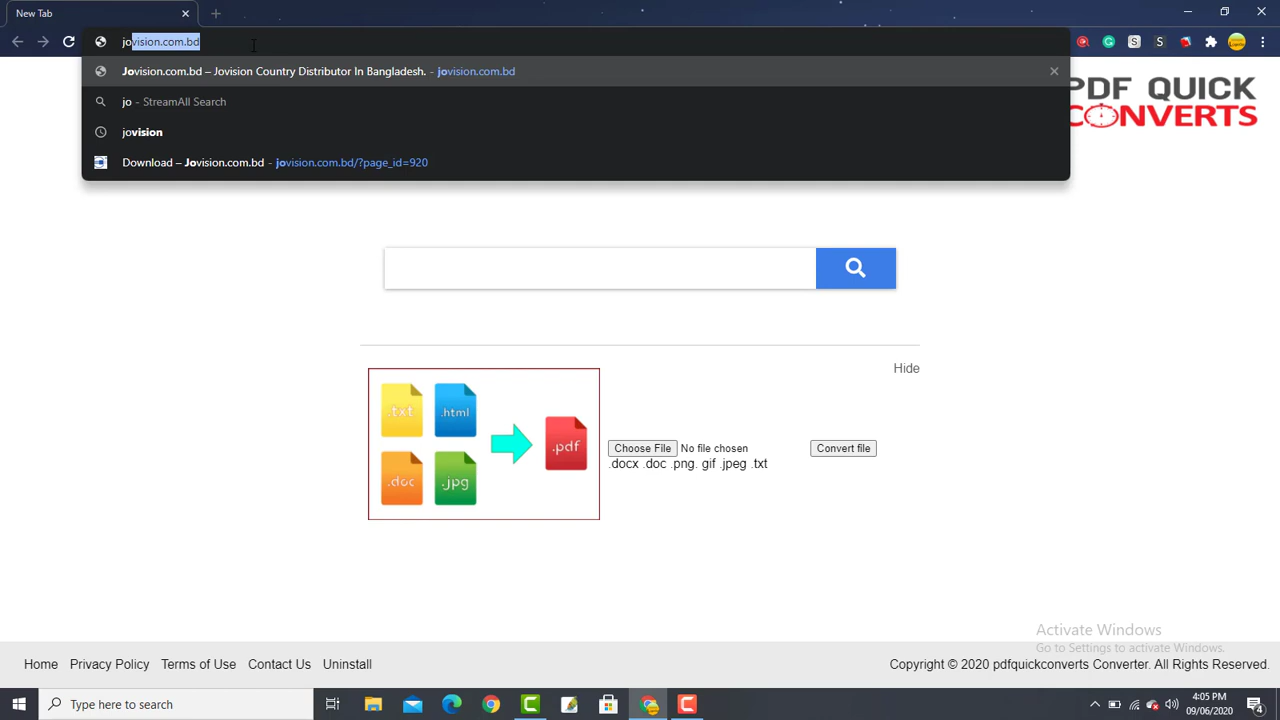 New Tab
jovision.com.bd
Jovision.com.bd – Jovision Country Distributor In Bangladesh. - jovision.com.bd
jo - StreamAll Search
jovision
Download – Jovision.com.bd - jovision.com.bd/?page_id=920
PDF QUICK
CONVERTS
Hide
.txt
.html
.pdf
.doc
.jpg
Choose File No file chosen
Convert file
.docx .doc .png. gif .jpeg .txt
Activate Windows
Go to Settings to activate Windows.
Home Privacy Policy Terms of Use Contact Us Uninstall
Copyright © 2020 pdfquickconverts Converter. All Rights Reserved.
Type here to search
4:05 PM
09/06/2020
4